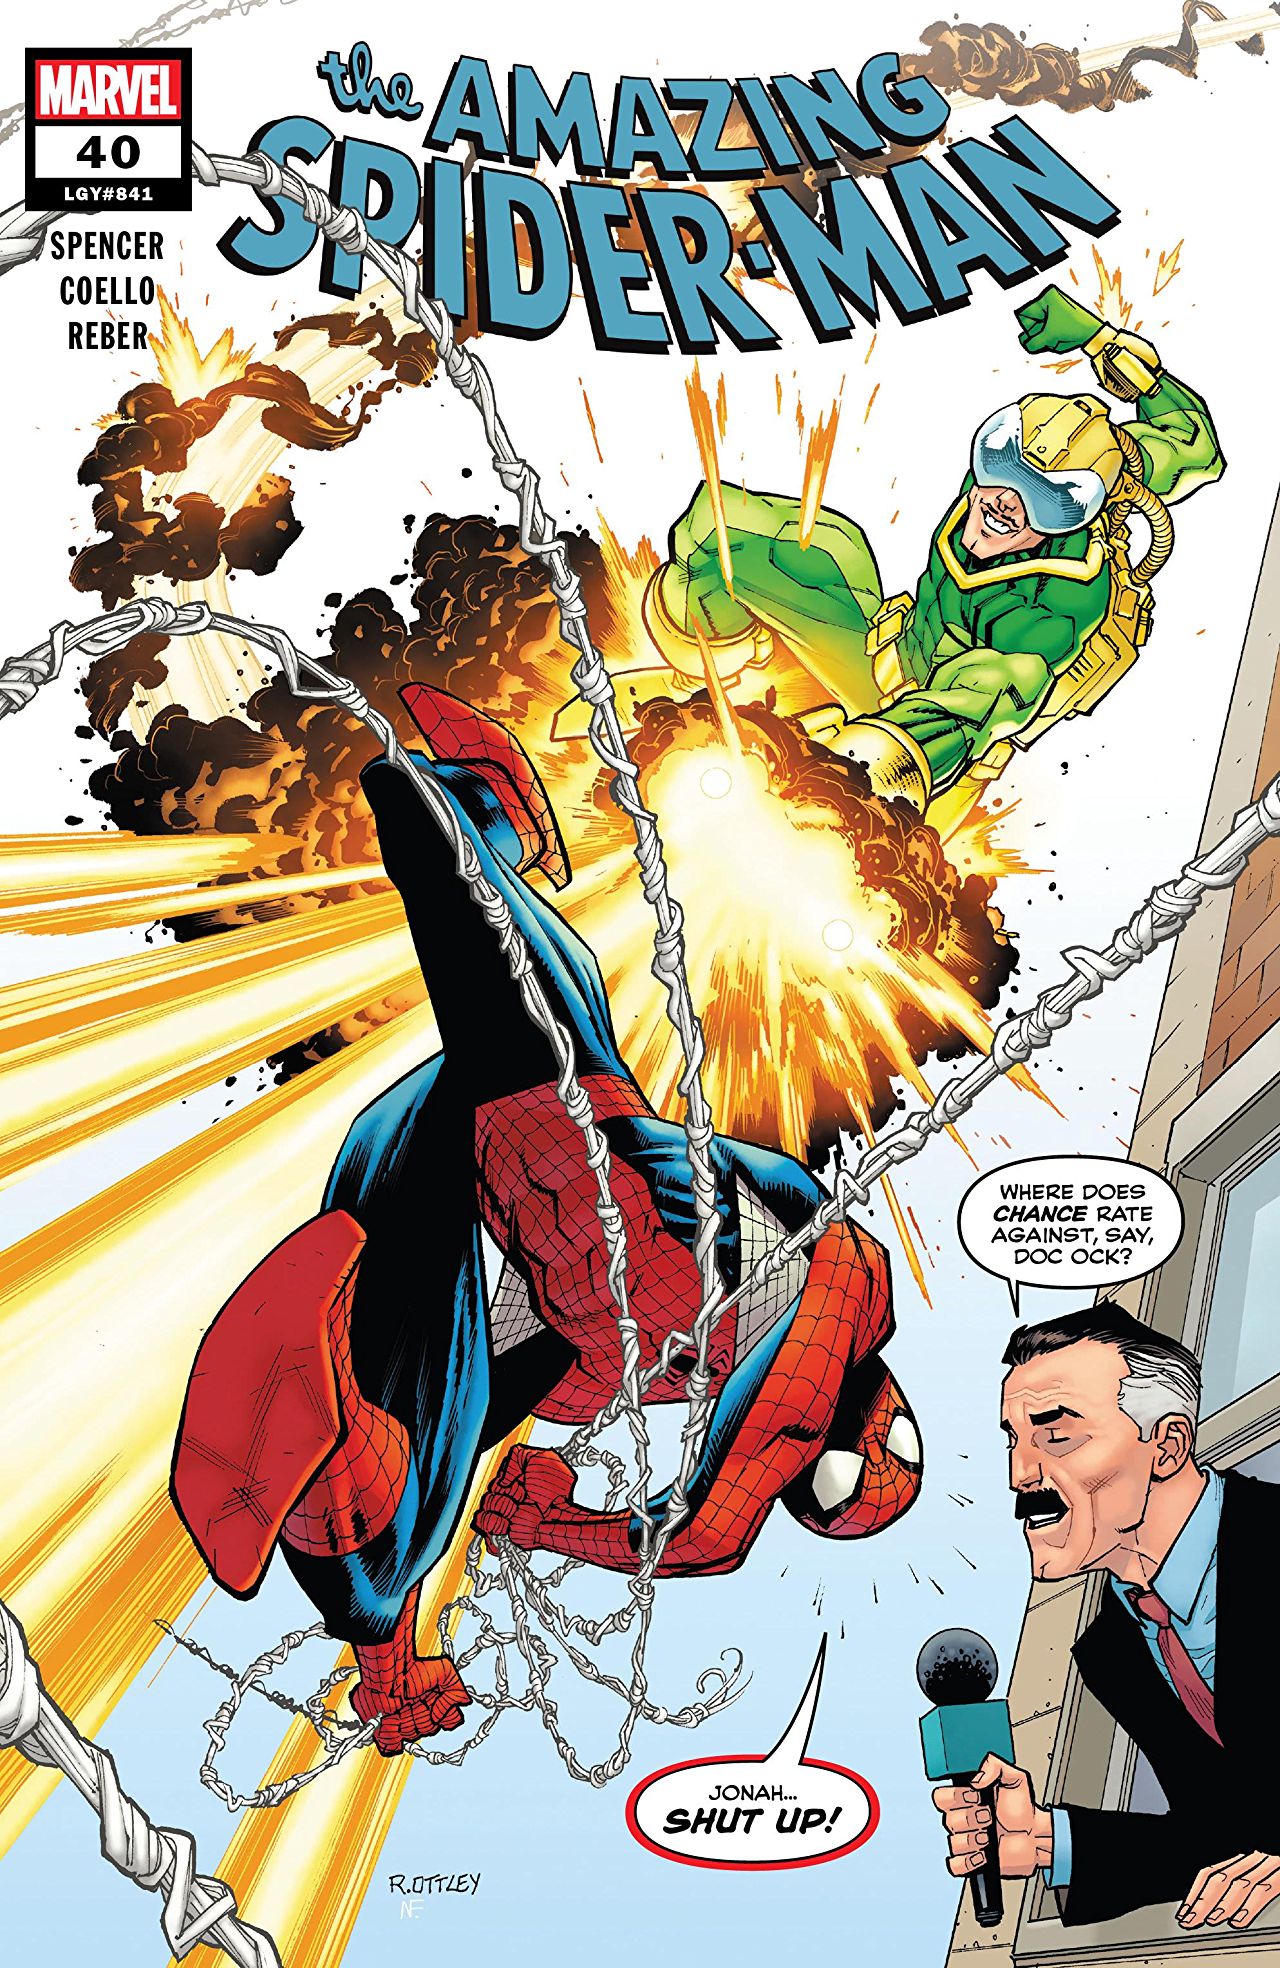 MARVEL
40
LGY#841
SPENCER
COELLO
REBER
the AMAZING
SPIDER-MAN
WHERE DOES
CHANCE RATE
AGAINST, SAY,
DOC OCK?
JONAH...
SHUT UP!
R.OTTLEY
NF.